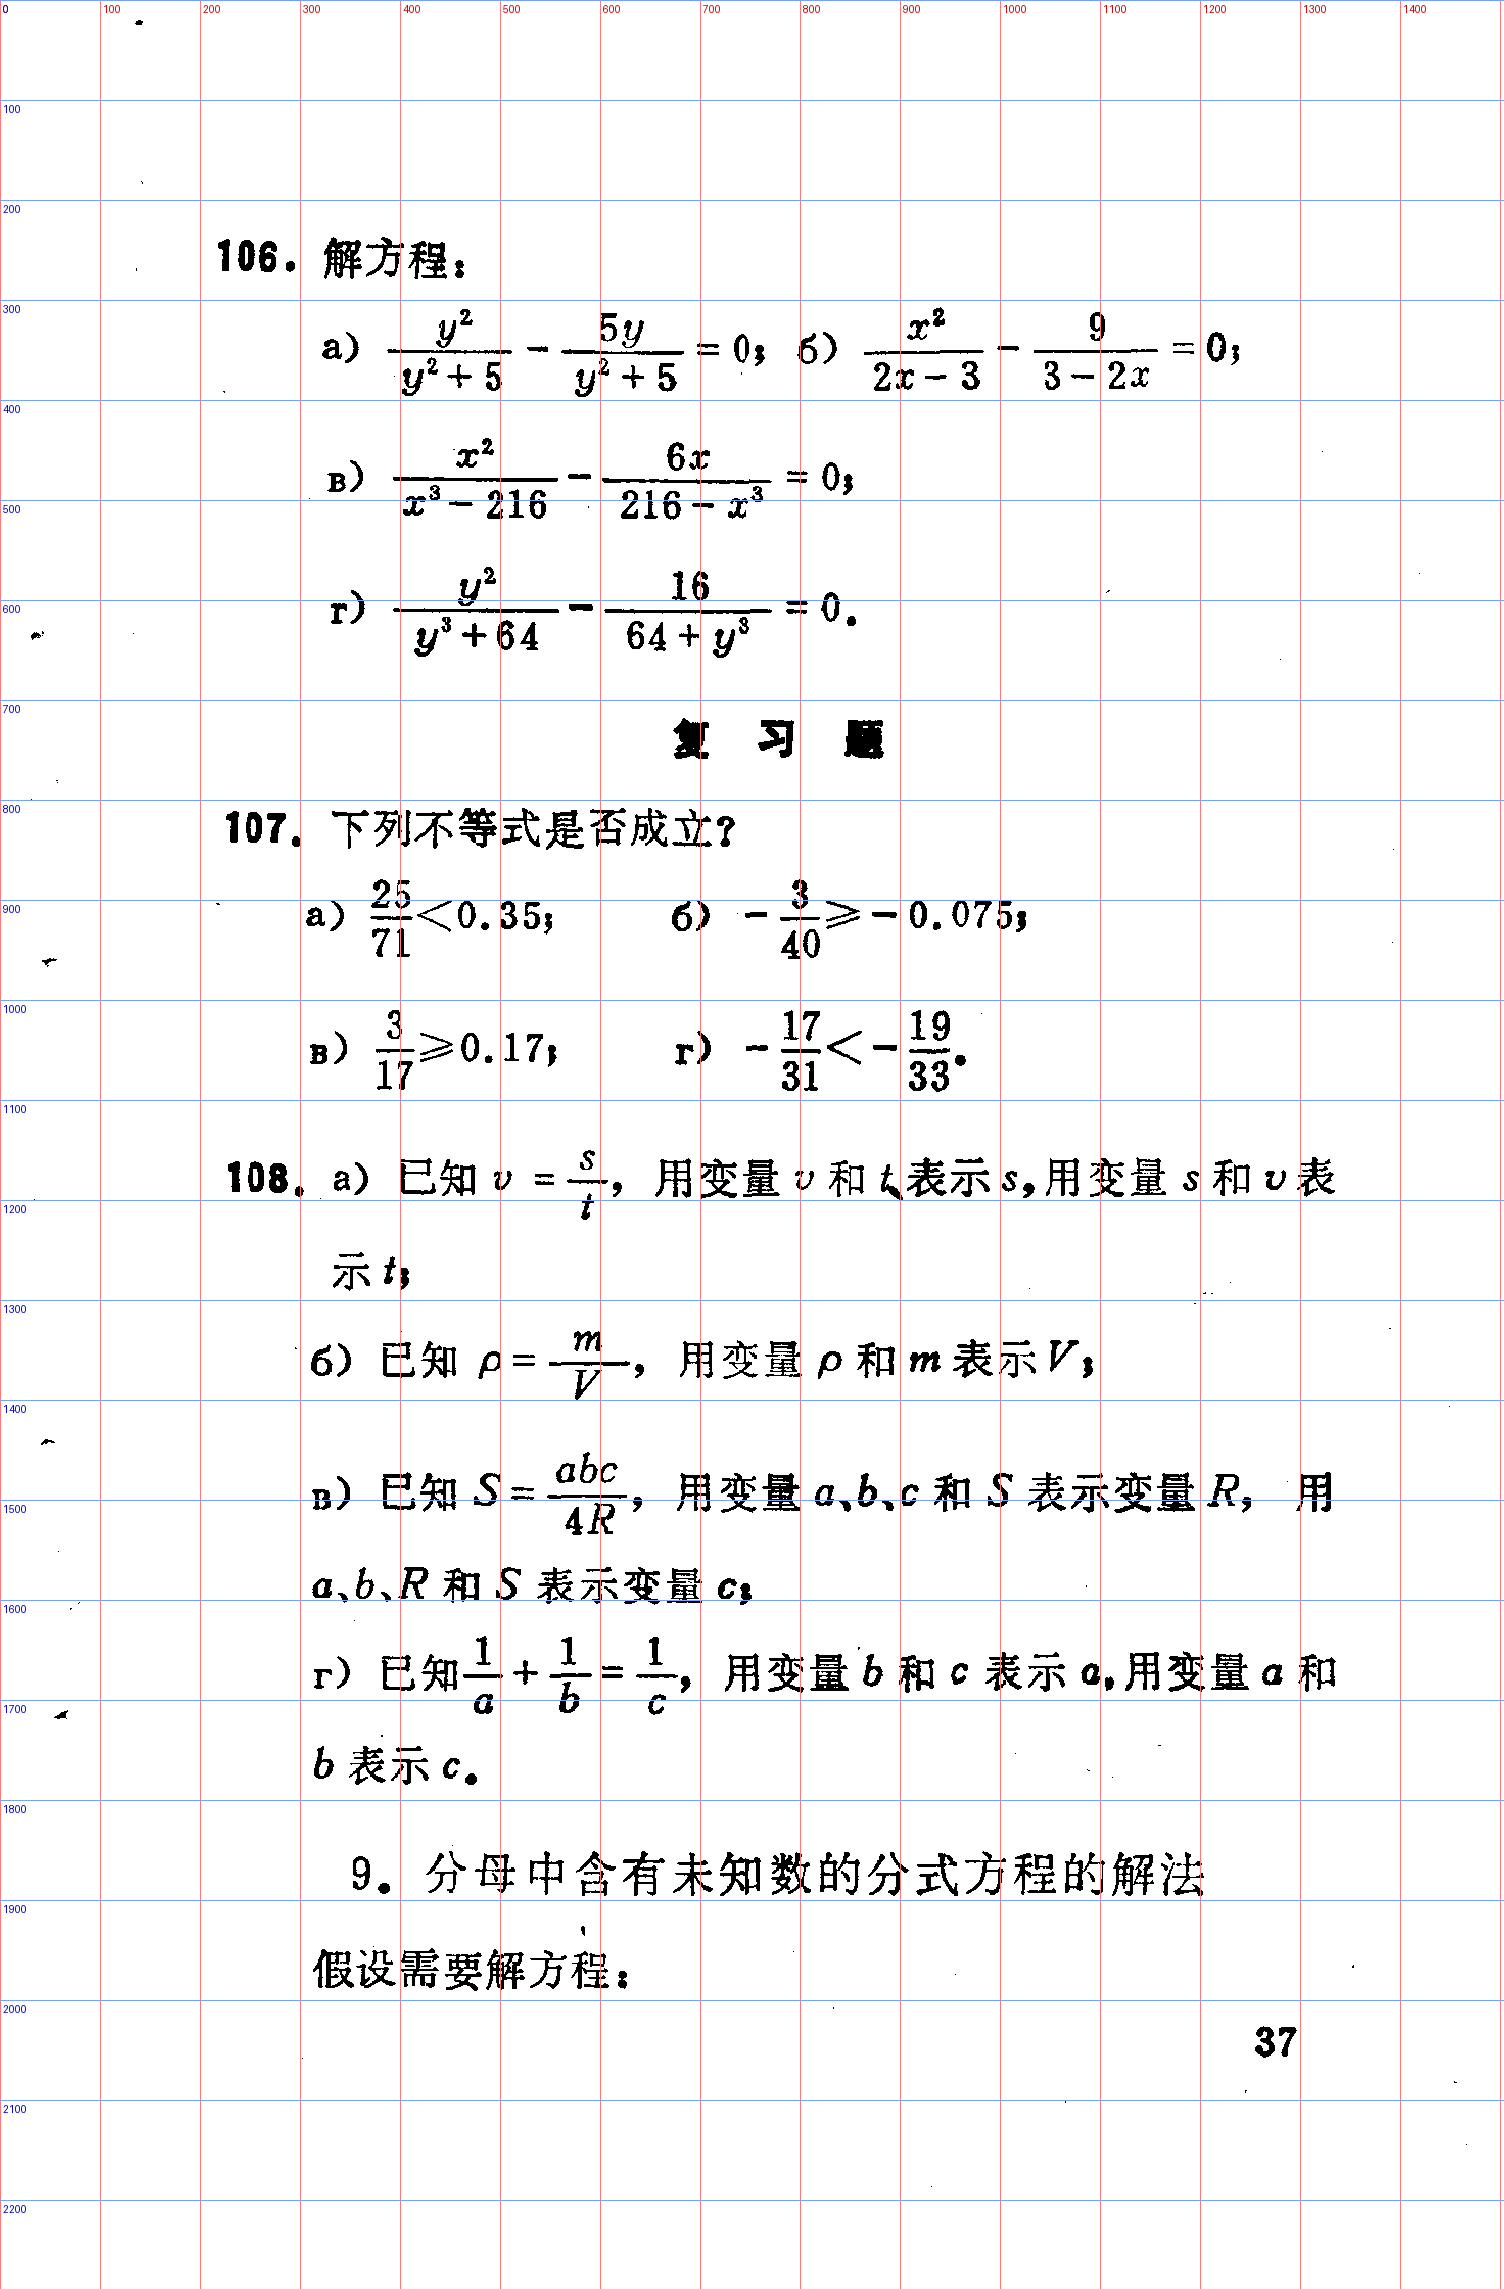 106. 解方程：
а) y²/(y²+5) − 5y/(y²+5) = 0; б) x²/(2x−3) − 9/(3−2x) = 0;
в) x²/(x³−216) − 6x/(216−x³) = 0;
г) y²/(y³+64) − 16/(64+y³) = 0.
复 习 题
107. 下列不等式是否成立?
а) 25/71<0.35; б) −3/40⩾−0.075;
в) 3/17⩾0.17; г) −17/31<−19/33.
108. а) 已知 v = s/t, 用变量 v 和 t 表示 s, 用变量 s 和 v 表
示 t;
б) 已知 ρ = m/V, 用变量 ρ 和 m 表示 V;
в) 已知 S = abc/4R, 用变量 a、b、c 和 S 表示变量 R, 用
a、b、R 和 S 表示变量 c;
г) 已知 1/a + 1/b = 1/c, 用变量 b 和 c 表示 a, 用变量 a 和
b 表示 c.
9. 分母中含有未知数的分式方程的解法
假设需要解方程：
37